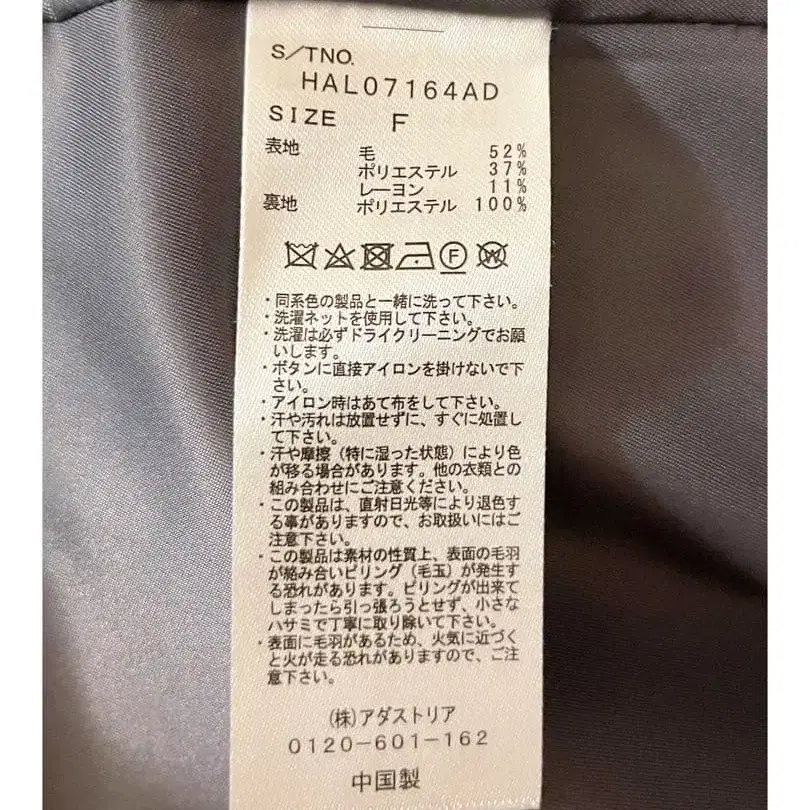 S/TNO.
HAL07164AD
SIZE F
表地 毛 52%
ポリエステル 37%
レーヨン 11%
裏地 ポリエステル 100%
F W
・同系色の製品と一緒に洗って下さい。
・洗濯ネットを使用して下さい。
・洗濯は必ずドライクリーニングでお願
いします。
・ボタンに直接アイロンを掛けないで下
さい。
・アイロン時はあて布をして下さい。
・汗や汚れは放置せずに、すぐに処置し
て下さい。
・汗や摩擦（特に湿った状態）により色
が移る場合があります。他の衣類との
組み合わせにご注意ください。
・この製品は、直射日光等により退色す
る事がありますので、お取扱いにはご
注意下さい。
・この製品は素材の性質上、表面の毛羽
が絡み合いピリング（毛玉）が発生す
る恐れがあります。ピリングが出来て
しまったら引っ張ろうとせず、小さな
ハサミで丁寧に取り除いて下さい。
・表面に毛羽があるため、火気に近づく
と火が走る恐れがありますので、ご注
意下さい。
（株）アダストリア
0120-601-162
中国製